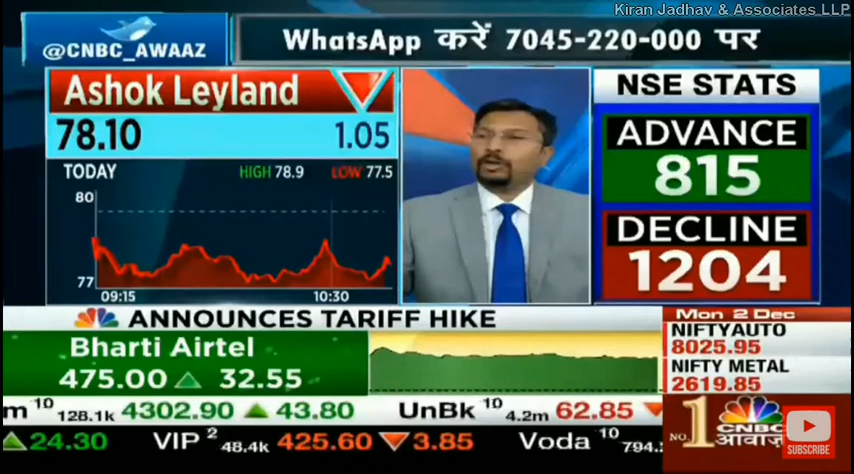 Kiran Jadhav & Associates LLP
@CNBC_AWAAZ
WhatsApp करें 7045-220-000 पर
Ashok Leyland
78.10 1.05
TODAY HIGH 78.9 LOW 77.5
80
77
09:15 10:30
NSE STATS
ADVANCE
815
DECLINE
1204
ANNOUNCES TARIFF HIKE
Bharti Airtel
475.00 32.55
Mon 2 Dec
NIFTYAUTO
8025.95
NIFTY METAL
2619.85
m 10 128.1k 4302.90 43.80 UnBk 10 4.2m 62.85
24.30 VIP 2 48.4k 425.60 3.85 Voda 10 794.
NO. 1 CNBC
आवाज़
SUBSCRIBE